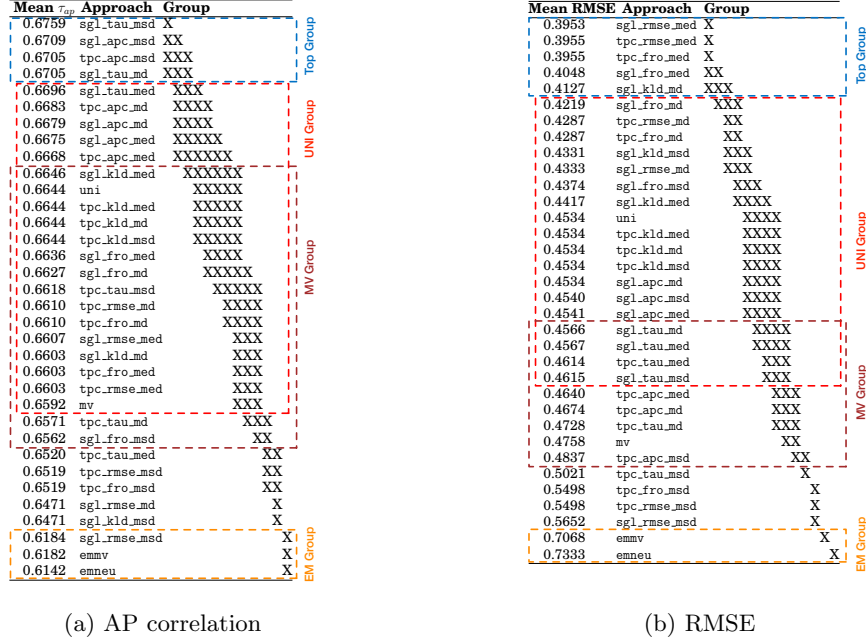 Mean τap Approach Group
0.6759 sgl_tau_msd X
0.6709 sgl_apc_msd XX
0.6705 tpc_apc_msd XXX
0.6705 sgl_tau_md XXX
0.6696 sgl_tau_med XXX
0.6683 tpc_apc_md XXXX
0.6679 sgl_apc_md XXXX
0.6675 sgl_apc_med XXXXX
0.6668 tpc_apc_med XXXXXX
0.6646 sgl_kld_med XXXXXX
0.6644 uni XXXXX
0.6644 tpc_kld_med XXXXX
0.6644 tpc_kld_md XXXXX
0.6644 tpc_kld_msd XXXXX
0.6636 sgl_fro_med XXXX
0.6627 sgl_fro_md XXXXX
0.6618 tpc_tau_msd XXXXX
0.6610 tpc_rmse_md XXXX
0.6610 tpc_fro_md XXXX
0.6607 sgl_rmse_med XXX
0.6603 sgl_kld_md XXX
0.6603 tpc_fro_med XXX
0.6603 tpc_rmse_med XXX
0.6592 mv XXX
0.6571 tpc_tau_md XXX
0.6562 sgl_fro_msd XX
0.6520 tpc_tau_med XX
0.6519 tpc_rmse_msd XX
0.6519 tpc_fro_msd XX
0.6471 sgl_rmse_md X
0.6471 sgl_kld_msd X
0.6184 sgl_rmse_msd X
0.6182 emmv X
0.6142 emneu X
Top Group
UNI Group
MV Group
EM Group
(a) AP correlation
Mean RMSE Approach Group
0.3953 sgl_rmse_med X
0.3955 tpc_rmse_med X
0.3955 tpc_fro_med X
0.4048 sgl_fro_med XX
0.4127 sgl_kld_md XXX
0.4219 sgl_fro_md XXX
0.4287 tpc_rmse_md XX
0.4287 tpc_fro_md XX
0.4331 sgl_kld_msd XXX
0.4333 sgl_rmse_md XXX
0.4374 sgl_fro_msd XXX
0.4417 sgl_kld_med XXXX
0.4534 uni XXXX
0.4534 tpc_kld_med XXXX
0.4534 tpc_kld_md XXXX
0.4534 tpc_kld_msd XXXX
0.4534 sgl_apc_md XXXX
0.4540 sgl_apc_msd XXXX
0.4541 sgl_apc_med XXXX
0.4566 sgl_tau_md XXXX
0.4567 sgl_tau_med XXXX
0.4614 tpc_tau_med XXX
0.4615 sgl_tau_msd XXX
0.4640 tpc_apc_med XXX
0.4674 tpc_apc_md XXX
0.4728 tpc_tau_md XXX
0.4758 mv XX
0.4837 tpc_apc_msd XX
0.5021 tpc_tau_msd X
0.5498 tpc_fro_msd X
0.5498 tpc_rmse_msd X
0.5652 sgl_rmse_msd X
0.7068 emmv X
0.7333 emneu X
Top Group
UNI Group
MV Group
EM Group
(b) RMSE